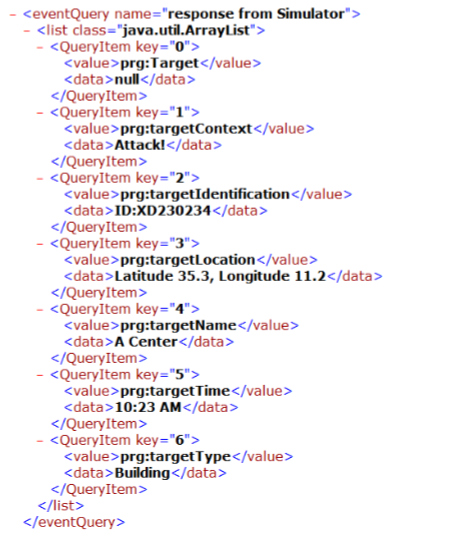 - <eventQuery name="response from Simulator">
- <list class="java.util.ArrayList">
- <QueryItem key="0">
<value>prg:Target</value>
<data>null</data>
</QueryItem>
- <QueryItem key="1">
<value>prg:targetContext</value>
<data>Attack!</data>
</QueryItem>
- <QueryItem key="2">
<value>prg:targetIdentification</value>
<data>ID:XD230234</data>
</QueryItem>
- <QueryItem key="3">
<value>prg:targetLocation</value>
<data>Latitude 35.3, Longitude 11.2</data>
</QueryItem>
- <QueryItem key="4">
<value>prg:targetName</value>
<data>A Center</data>
</QueryItem>
- <QueryItem key="5">
<value>prg:targetTime</value>
<data>10:23 AM</data>
</QueryItem>
- <QueryItem key="6">
<value>prg:targetType</value>
<data>Building</data>
</QueryItem>
</list>
</eventQuery>